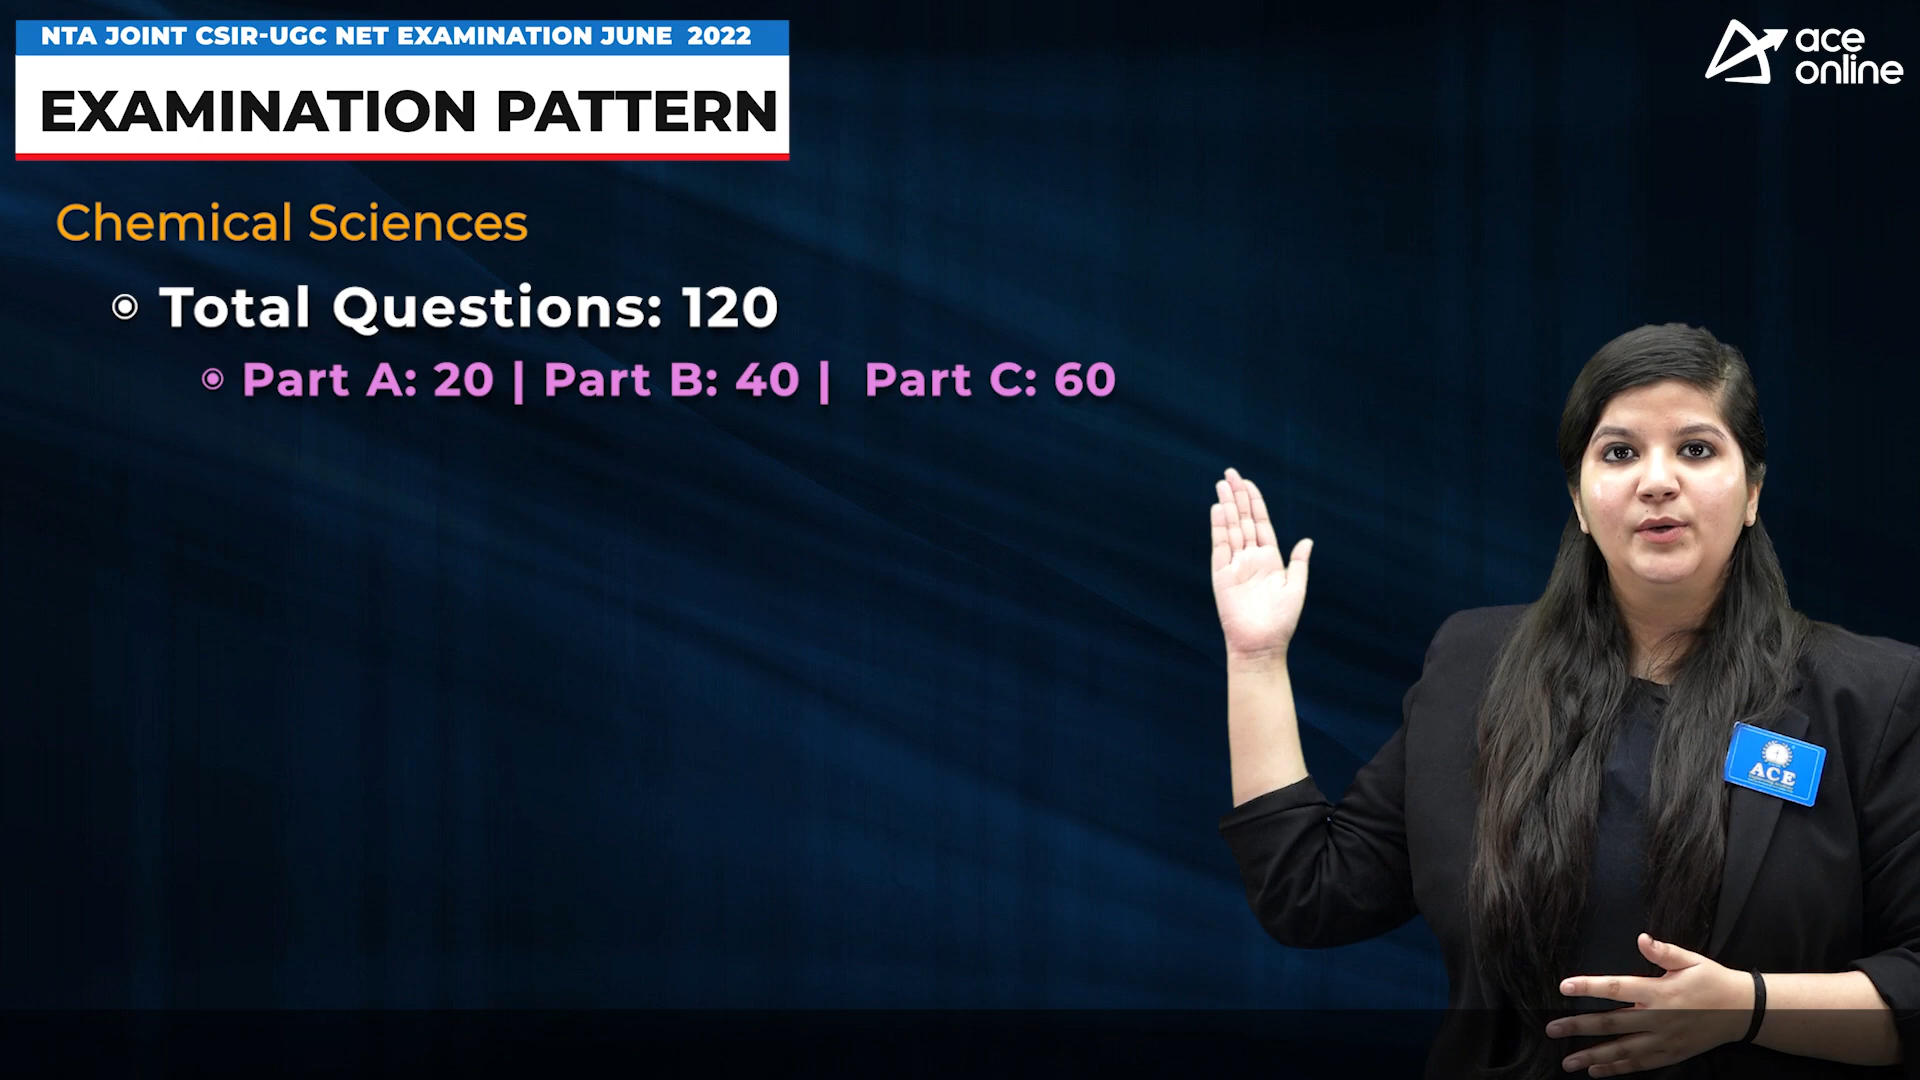 NTA JOINT CSIR-UGC NET EXAMINATION JUNE 2022
EXAMINATION PATTERN
ace
online
Chemical Sciences
Total Questions: 120
Part A: 20 | Part B: 40 | Part C: 60
ACE